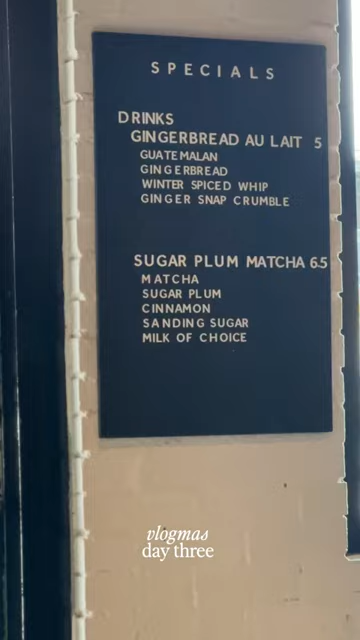 SPECIALS
DRINKS
GINGERBREAD AU LAIT 5
GUATEMALAN
GINGERBREAD
WINTER SPICED WHIP
GINGER SNAP CRUMBLE
SUGAR PLUM MATCHA 6.5
MATCHA
SUGAR PLUM
CINNAMON
SANDING SUGAR
MILK OF CHOICE
vlogmas
day three